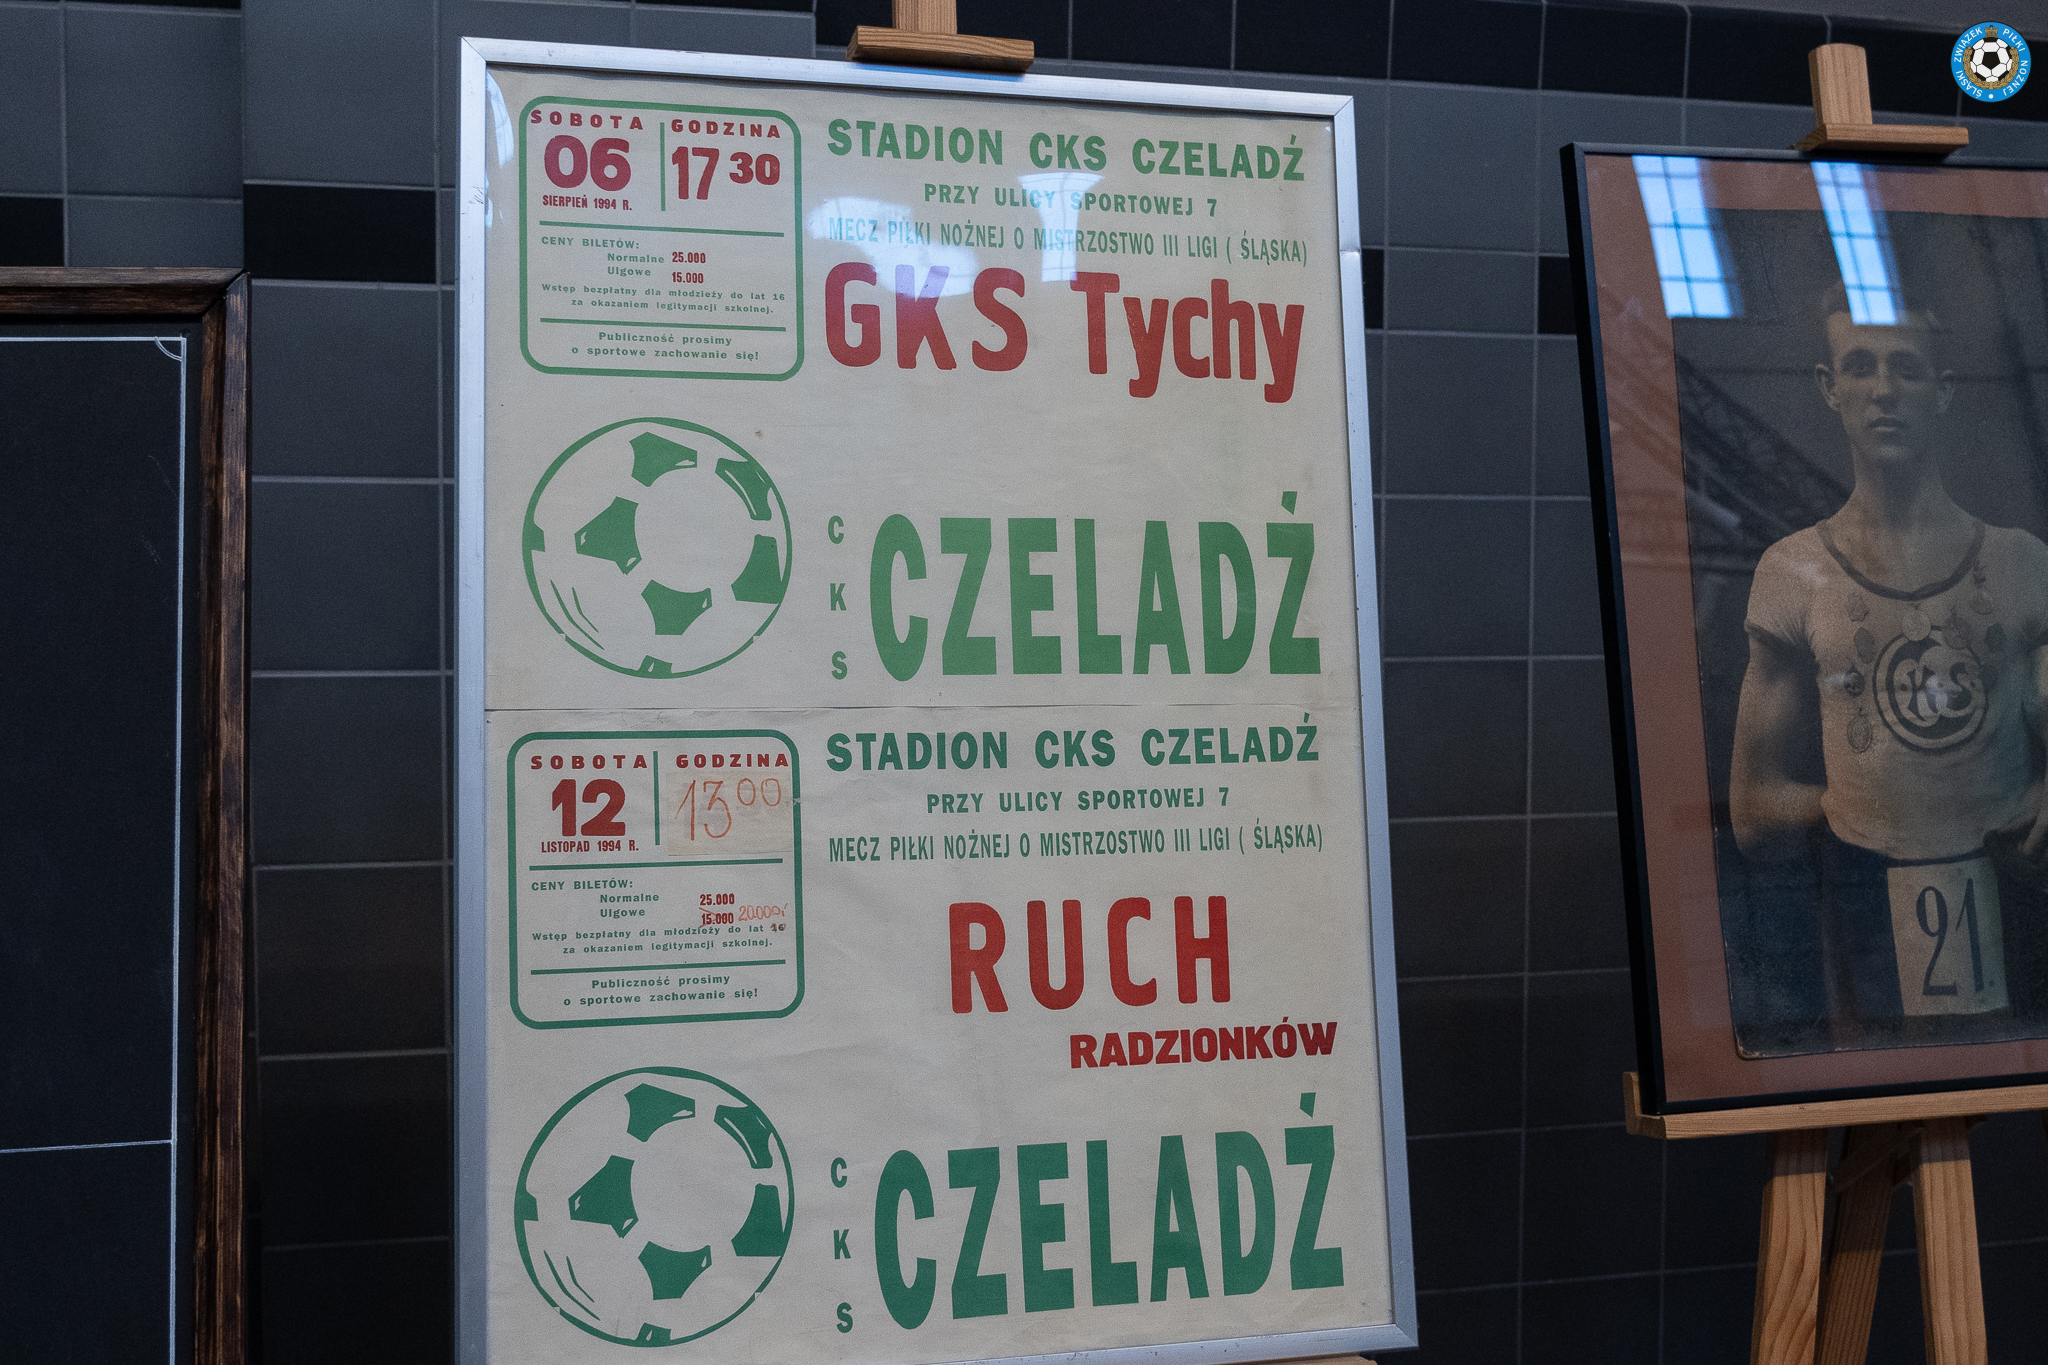 SOBOTA
06
SIERPIEŃ 1994 R.
GODZINA
17 30
CENY BILETÓW:
Normalne 25.000
Ulgowe 15.000
Wstęp bezpłatny dla młodzieży do lat 16
za okazaniem legitymacji szkolnej.
Publiczność prosimy
o sportowe zachowanie się!
STADION CKS CZELADŹ
PRZY ULICY SPORTOWEJ 7
MECZ PIŁKI NOŻNEJ O MISTRZOSTWO III LIGI ( ŚLĄSKA)
GKS Tychy
CKS
CZELADŹ
SOBOTA
12
LISTOPAD 1994 R.
GODZINA
13 00
CENY BILETÓW:
Normalne 25.000
Ulgowe 15.000 20.000
Wstęp bezpłatny dla młodzieży do lat 16
za okazaniem legitymacji szkolnej.
Publiczność prosimy
o sportowe zachowanie się!
STADION CKS CZELADŹ
PRZY ULICY SPORTOWEJ 7
MECZ PIŁKI NOŻNEJ O MISTRZOSTWO III LIGI ( ŚLĄSKA)
RUCH
RADZIONKÓW
CKS
CZELADŹ
CKS
21.
ŚLĄSKI ZWIĄZEK PIŁKI NOŻNEJ